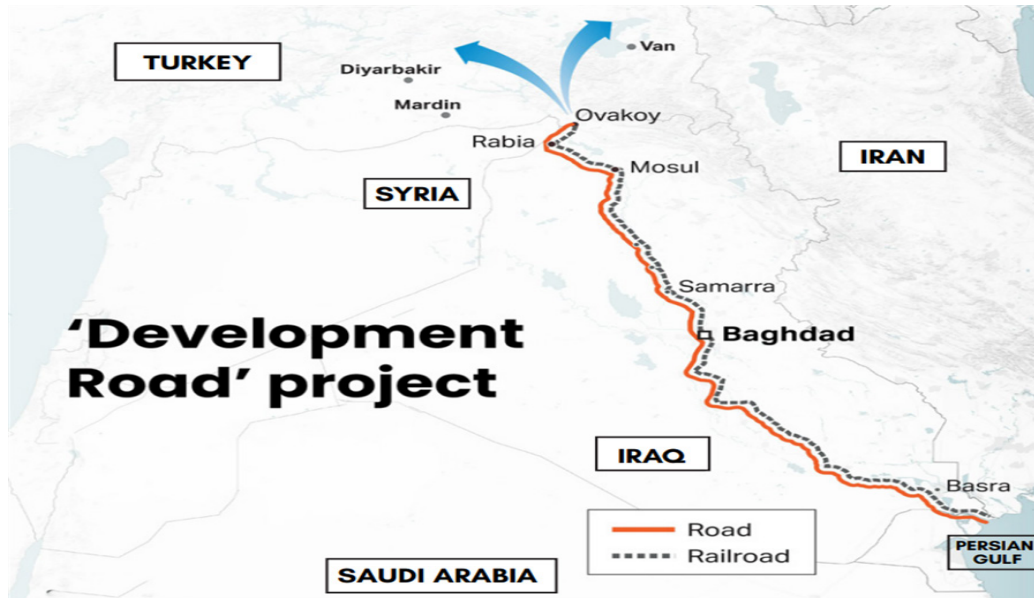 TURKEY
Van
Diyarbakir
Mardin
Ovakoy
Rabia
Mosul
IRAN
SYRIA
Samarra
‘Development
Road’ project
Baghdad
IRAQ
Basra
Road
Railroad
PERSIAN
GULF
SAUDI ARABIA